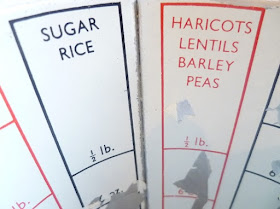 SUGAR
RICE
½ lb.
HARICOTS
LENTILS
BARLEY
PEAS
½ lb.